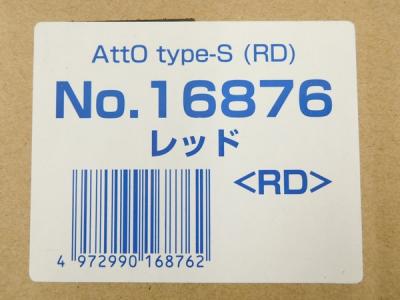 AttO type-S (RD)
No.16876
レッド
<RD>
4 972990 168762